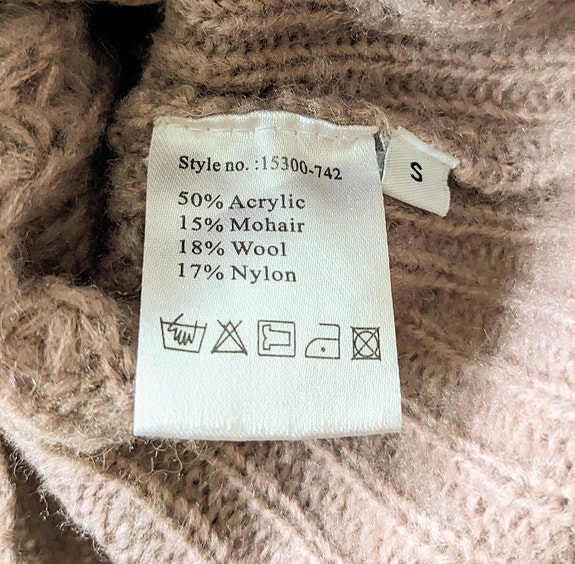 Style no. :15300-742
50% Acrylic
15% Mohair
18% Wool
17% Nylon
S